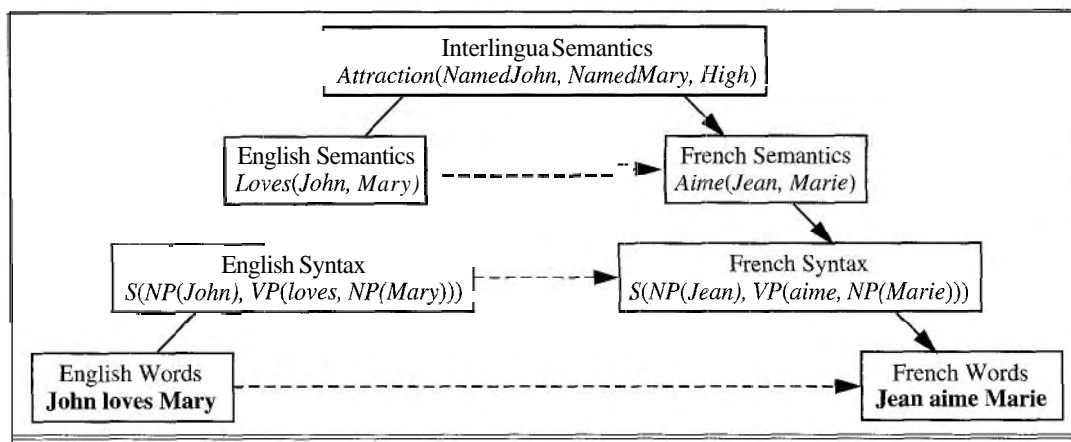 Interlingua Semantics
Attraction(NamedJohn, NamedMary, High)
English Semantics
Loves(John, Mary)
French Semantics
Aime(Jean, Marie)
English Syntax
S(NP(John), VP(loves, NP(Mary)))
French Syntax
S(NP(Jean), VP(aime, NP(Marie)))
English Words
John loves Mary
French Words
Jean aime Marie